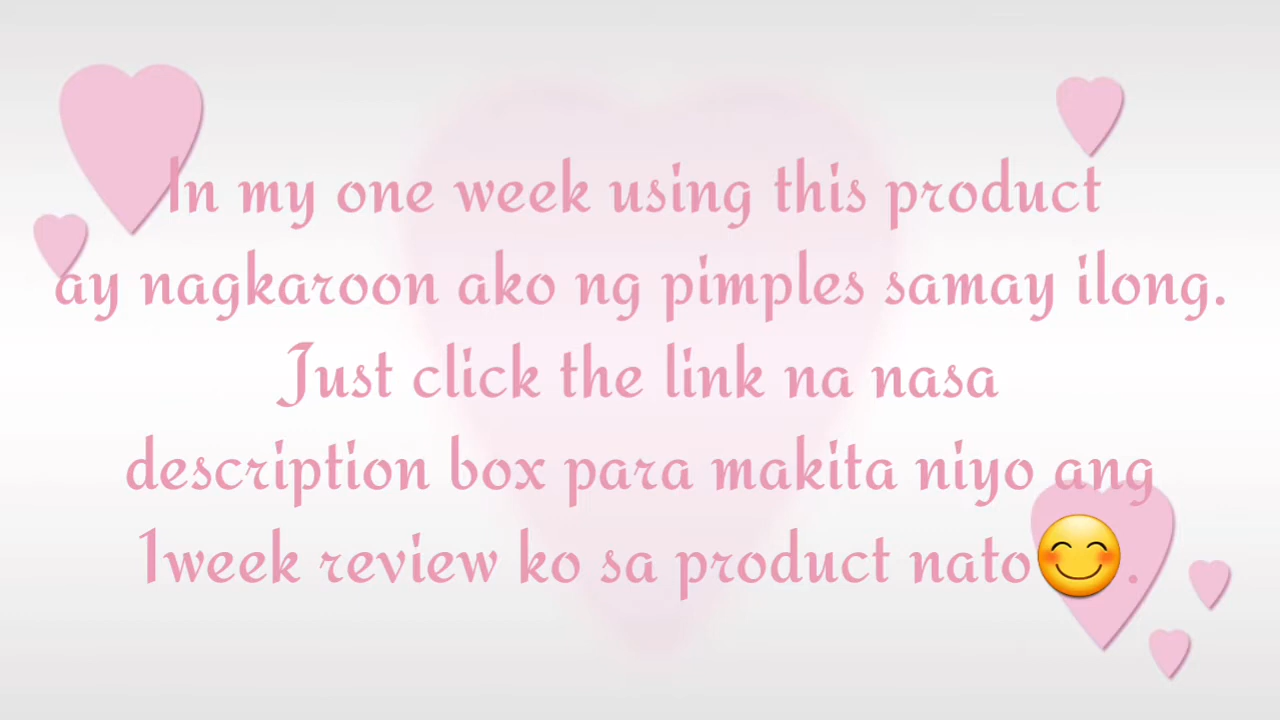 In my one week using this product
ay nagkaroon ako ng pimples samay ilong.
Just click the link na nasa
description box para makita niyo ang
1week review ko sa product nato😊.